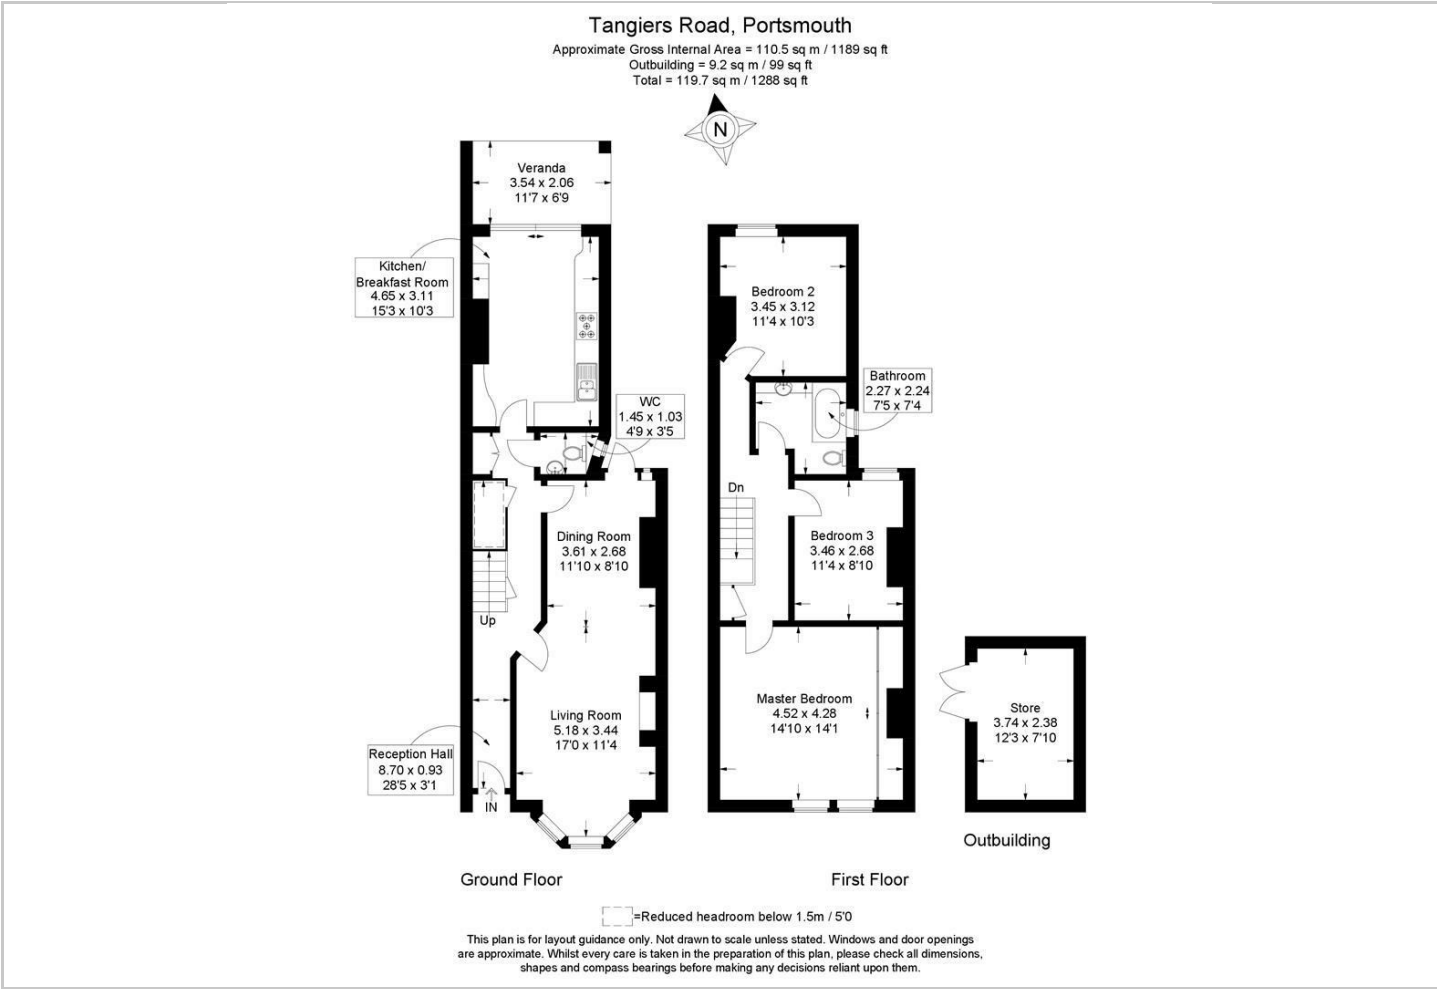 Tangiers Road, Portsmouth
Approximate Gross Internal Area = 110.5 sq m / 1189 sq ft
Outbuilding = 9.2 sq m / 99 sq ft
Total = 119.7 sq m / 1288 sq ft
N
Veranda
3.54 x 2.06
11'7 x 6'9
Kitchen/
Breakfast Room
4.65 x 3.11
15'3 x 10'3
WC
1.45 x 1.03
4'9 x 3'5
Dining Room
3.61 x 2.68
11'10 x 8'10
Up
Living Room
5.18 x 3.44
17'0 x 11'4
Reception Hall
8.70 x 0.93
28'5 x 3'1
IN
Ground Floor
Bedroom 2
3.45 x 3.12
11'4 x 10'3
Bathroom
2.27 x 2.24
7'5 x 7'4
Dn
Bedroom 3
3.46 x 2.68
11'4 x 8'10
Master Bedroom
4.52 x 4.28
14'10 x 14'1
First Floor
Store
3.74 x 2.38
12'3 x 7'10
Outbuilding
=Reduced headroom below 1.5m / 5'0
This plan is for layout guidance only. Not drawn to scale unless stated. Windows and door openings
are approximate. Whilst every care is taken in the preparation of this plan, please check all dimensions,
shapes and compass bearings before making any decisions reliant upon them.